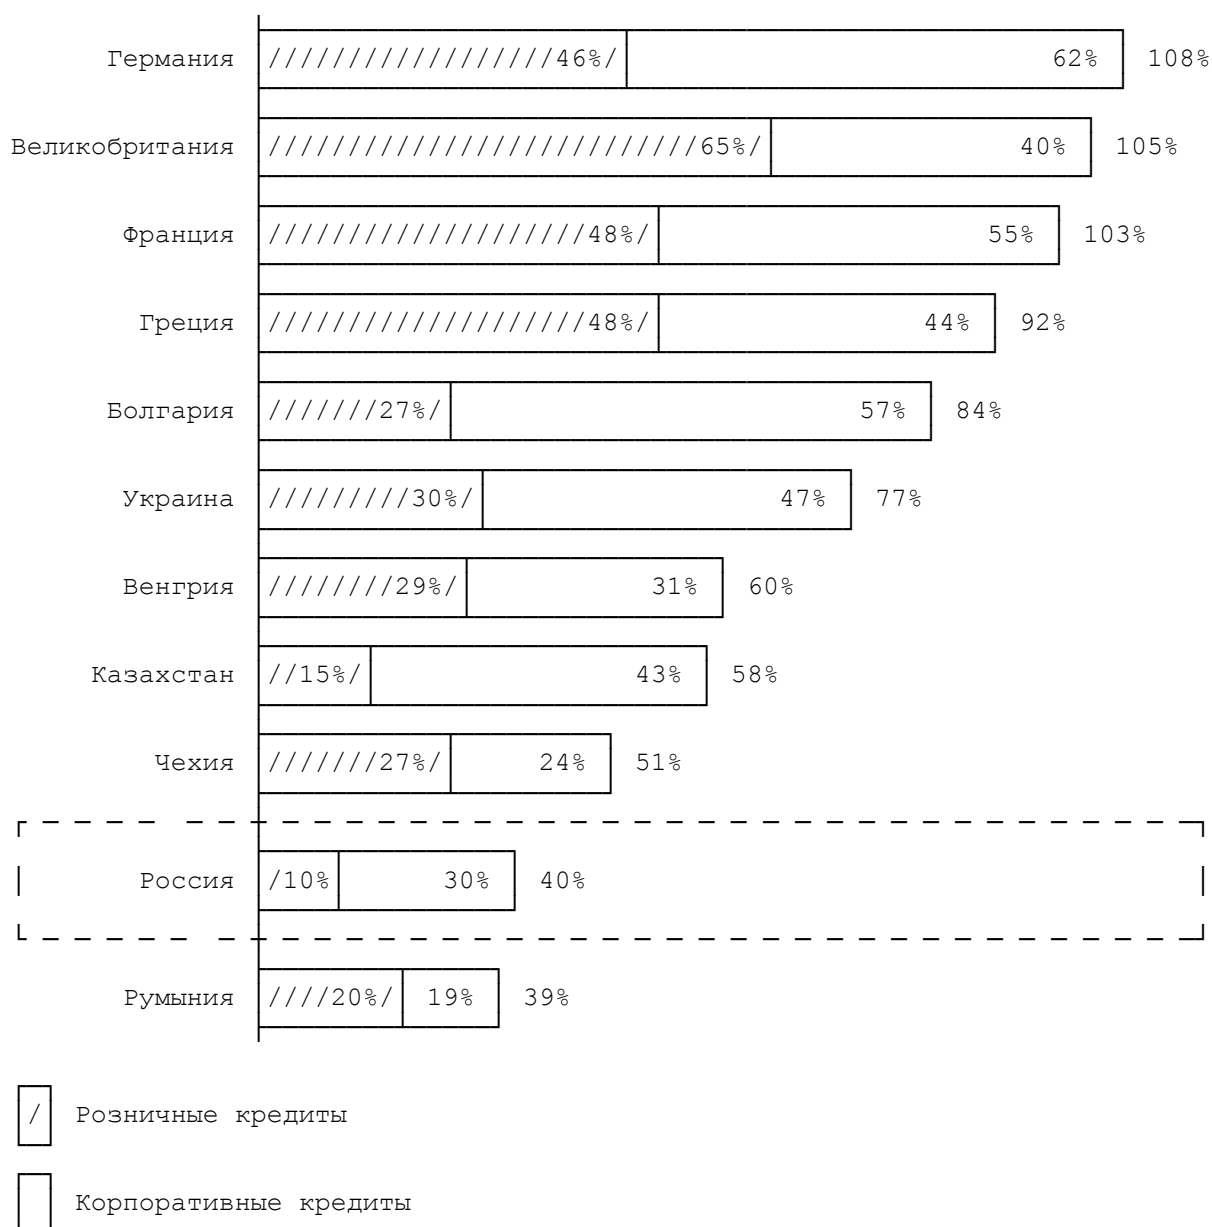 Германия //////////////////46%/ 62% 108%
Великобритания ///////////////////////////65%/ 40% 105%
Франция ////////////////////48%/ 55% 103%
Греция ////////////////////48%/ 44% 92%
Болгария ///////27%/ 57% 84%
Украина /////////30%/ 47% 77%
Венгрия ////////29%/ 31% 60%
Казахстан //15%/ 43% 58%
Чехия ///////27%/ 24% 51%
Россия /10% 30% 40%
Румыния ////20%/ 19% 39%
/ Розничные кредиты
Корпоративные кредиты